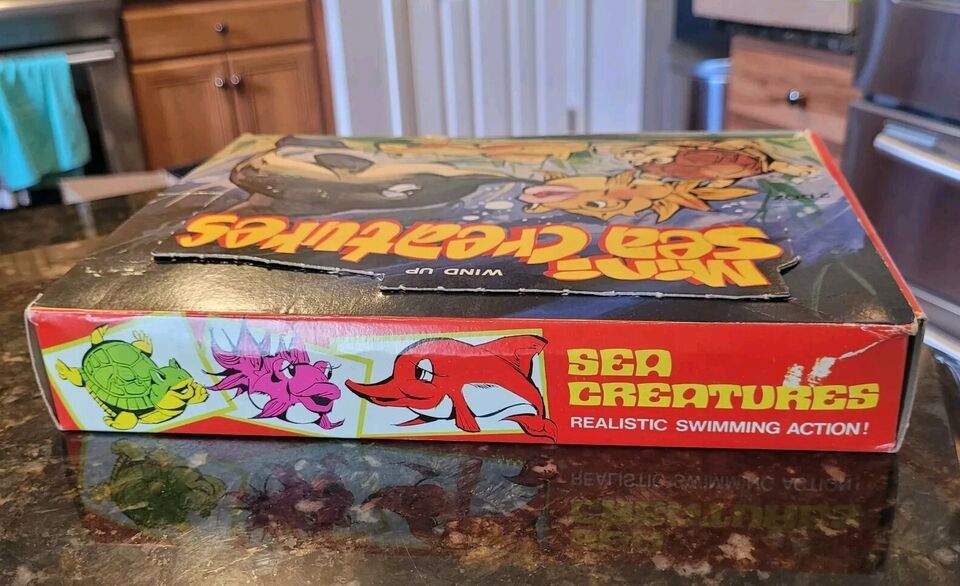 WIND UP
Mini
Sea Creatures
SEA
CREATURES
REALISTIC SWIMMING ACTION!